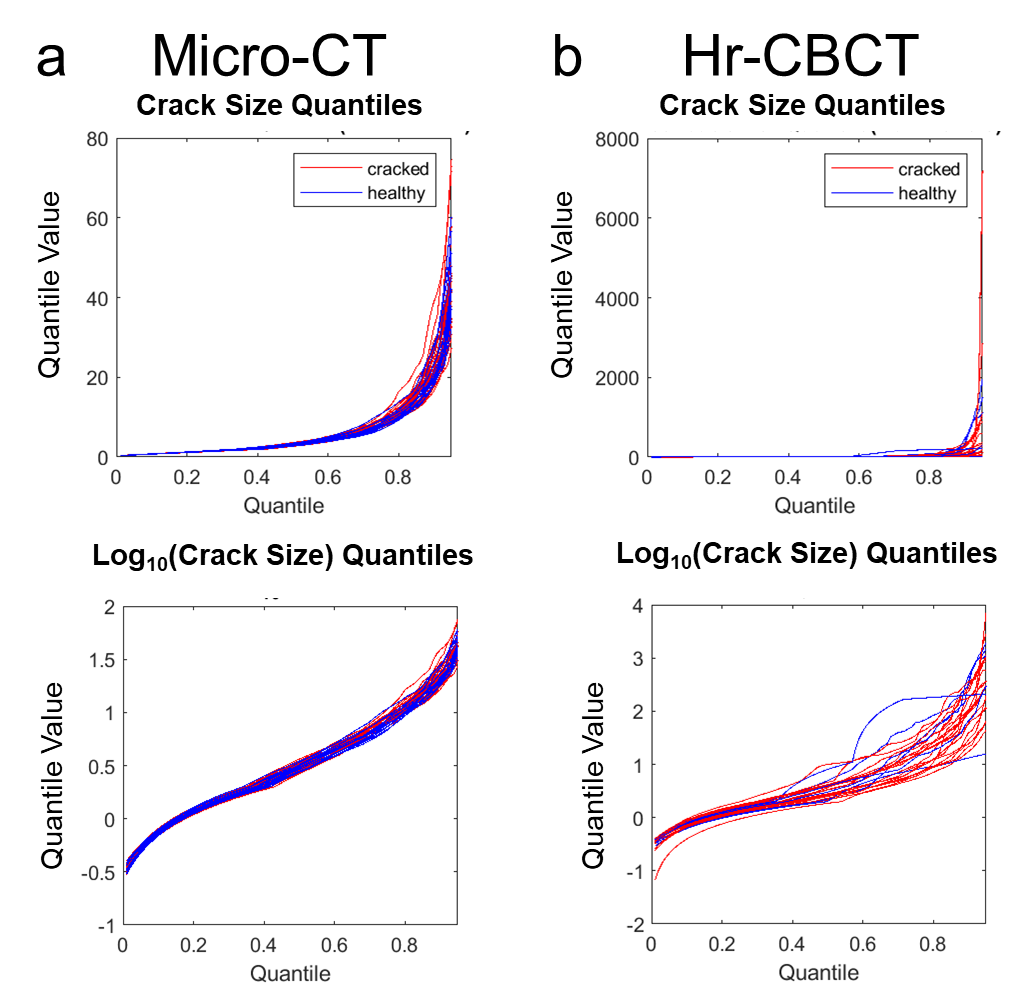 a Micro-CT
Crack Size Quantiles
80
60
40
20
0
0 0.2 0.4 0.6 0.8
Quantile Value
Quantile
cracked
healthy
b Hr-CBCT
Crack Size Quantiles
8000
6000
4000
2000
0
0 0.2 0.4 0.6 0.8
Quantile Value
Quantile
cracked
healthy
Log₁₀(Crack Size) Quantiles
2
1.5
1
0.5
0
-0.5
-1
0 0.2 0.4 0.6 0.8
Quantile Value
Quantile
Log₁₀(Crack Size) Quantiles
4
3
2
1
0
-1
-2
0 0.2 0.4 0.6 0.8
Quantile Value
Quantile